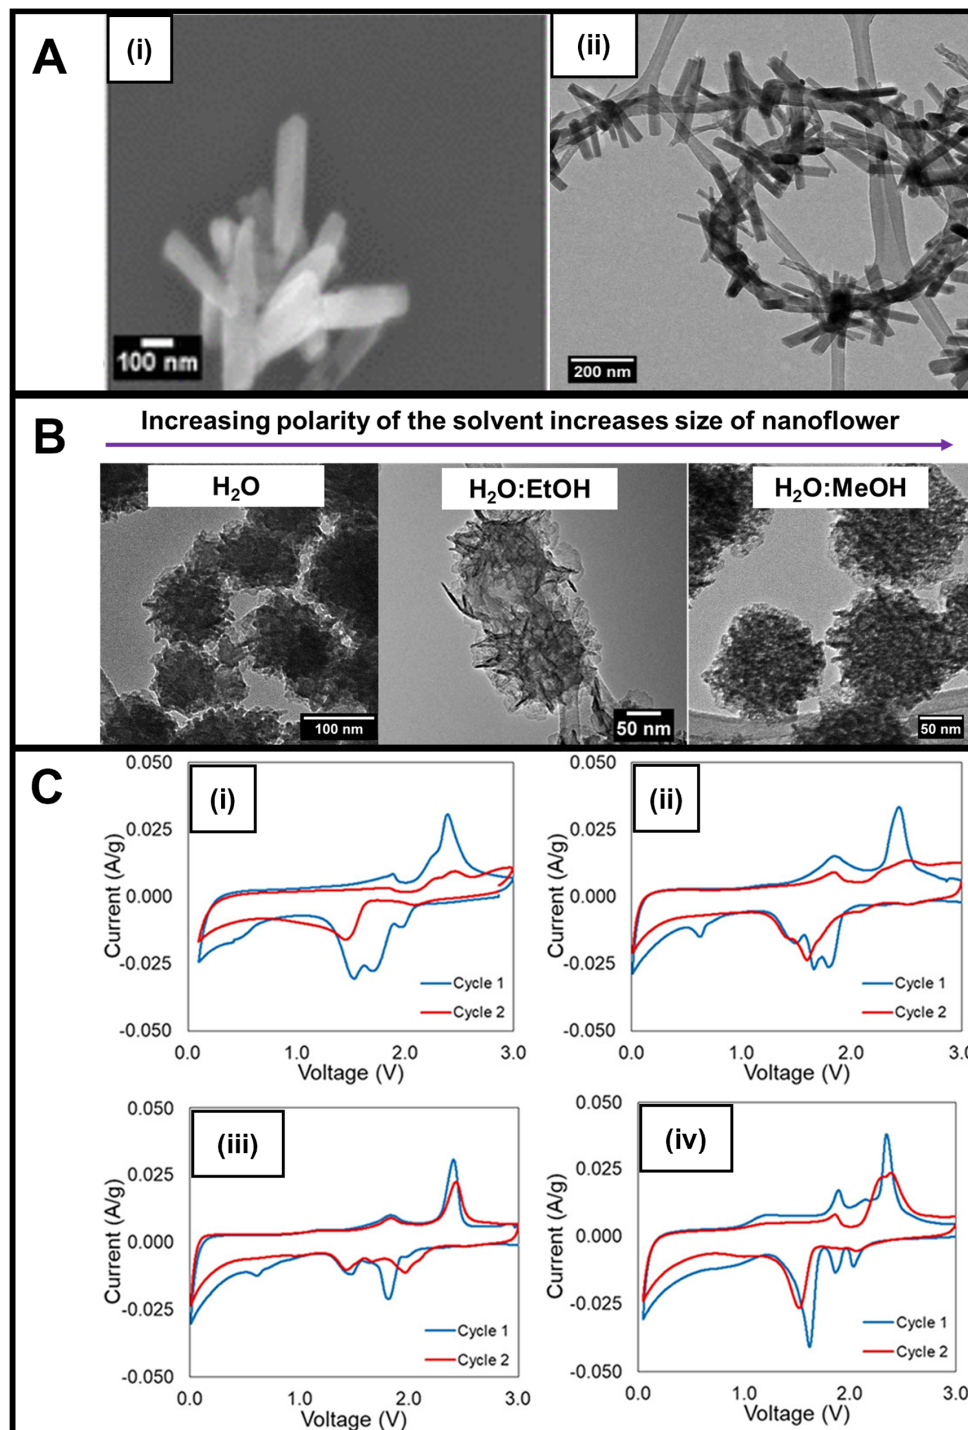 A
(i)
(ii)
100 nm
200 nm
B
Increasing polarity of the solvent increases size of nanoflower
H₂O
H₂O:EtOH
H₂O:MeOH
100 nm
50 nm
50 nm
C
(i)
0.050
0.025
0.000
-0.025
-0.050
Current (A/g)
Cycle 1
Cycle 2
0.0 1.0 2.0 3.0
Voltage (V)
(ii)
0.050
0.025
0.000
-0.025
-0.050
Current (A/g)
Cycle 1
Cycle 2
0.0 1.0 2.0 3.0
Voltage (V)
(iii)
0.050
0.025
0.000
-0.025
-0.050
Current (A/g)
Cycle 1
Cycle 2
0.0 1.0 2.0 3.0
Voltage (V)
(iv)
0.050
0.025
0.000
-0.025
-0.050
Current (A/g)
Cycle 1
Cycle 2
0.0 1.0 2.0 3.0
Voltage (V)